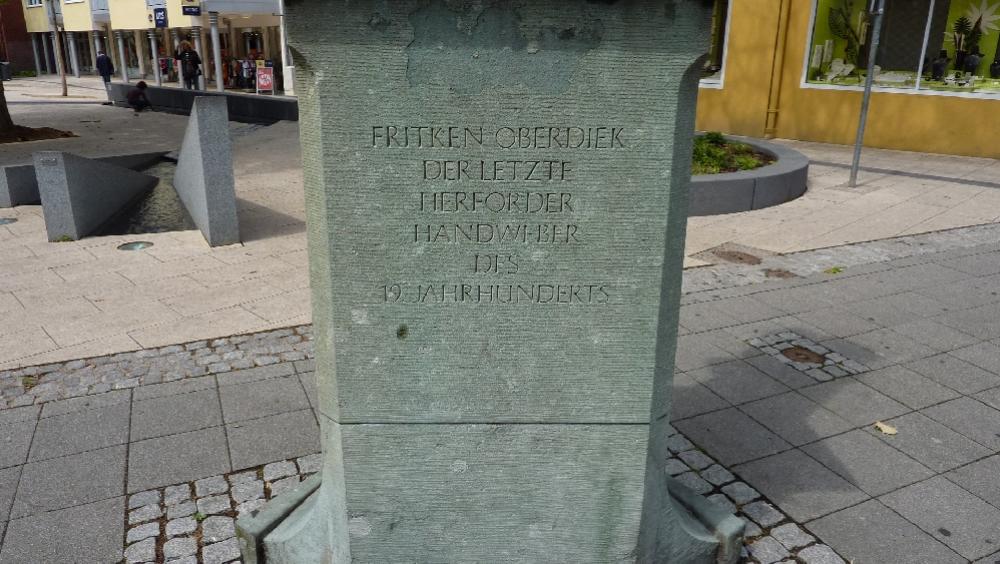 FRITKEN OBERDIEK
DER LETZTE
HERFORDER
HANDWEBER
DES
19. JAHRHUNDERTS